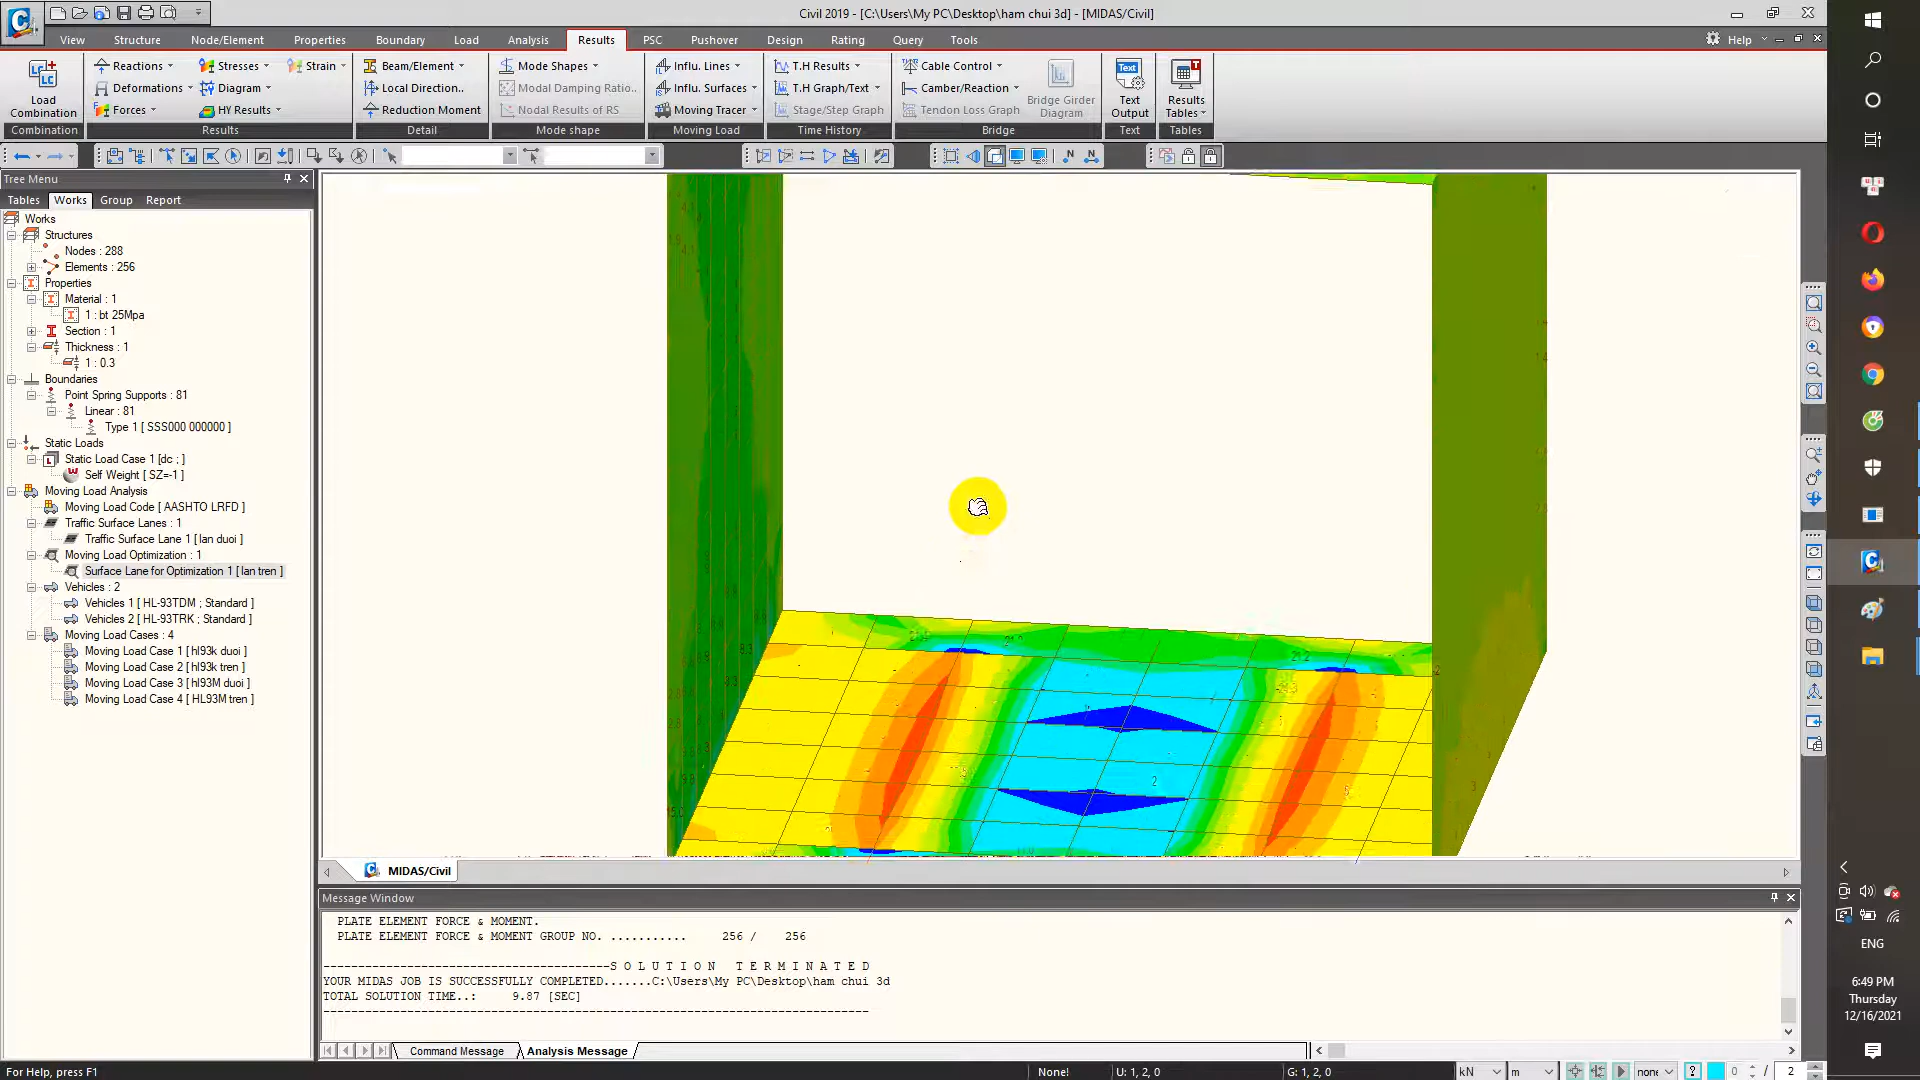 Civil 2019 - [C:\Users\My PC\Desktop\ham chui 3d] - [MIDAS/Civil]
View Structure Node/Element Properties Boundary Load Analysis Results PSC Pushover Design Rating Query Tools Help
Load Combination
Combination
Reactions Stresses Strain
Deformations Diagram
Forces HY Results
Results
Beam/Element
Local Direction..
Reduction Moment
Detail
Mode Shapes
Modal Damping Ratio..
Nodal Results of RS
Mode shape
Influ. Lines
Influ. Surfaces
Moving Tracer
Moving Load
T.H Results
T.H Graph/Text
Stage/Step Graph
Time History
Cable Control
Camber/Reaction
Tendon Loss Graph
Bridge Girder Diagram
Bridge
Text Output
Text
Results Tables
Tables
Tree Menu
Tables Works Group Report
Works
Structures
Nodes : 288
Elements : 256
Properties
Material : 1
1 : bt 25Mpa
Section : 1
Thickness : 1
1 : 0.3
Boundaries
Point Spring Supports : 81
Linear : 81
Type 1 [ SSS000 000000 ]
Static Loads
Static Load Case 1 [dc ; ]
Self Weight [ SZ=-1 ]
Moving Load Analysis
Moving Load Code [ AASHTO LRFD ]
Traffic Surface Lanes : 1
Traffic Surface Lane 1 [ lan duoi ]
Moving Load Optimization : 1
Surface Lane for Optimization 1 [ lan tren ]
Vehicles : 2
Vehicles 1 [ HL-93TDM ; Standard ]
Vehicles 2 [ HL-93TRK ; Standard ]
Moving Load Cases : 4
Moving Load Case 1 [ hl93k duoi ]
Moving Load Case 2 [ hl93k tren ]
Moving Load Case 3 [ hl93M duoi ]
Moving Load Case 4 [ HL93M tren ]
MIDAS/Civil
Message Window
PLATE ELEMENT FORCE & MOMENT.
PLATE ELEMENT FORCE & MOMENT GROUP NO. ........... 256 / 256
----------------------------------------S O L U T I O N   T E R M I N A T E D
YOUR MIDAS JOB IS SUCCESSFULLY COMPLETED.......C:\Users\My PC\Desktop\ham chui 3d
TOTAL SOLUTION TIME..: 9.87 [SEC]
Command Message Analysis Message
For Help, press F1
None! U: 1, 2, 0 G: 1, 2, 0 kN m none 0 / 2
ENG
6:49 PM
Thursday
12/16/2021